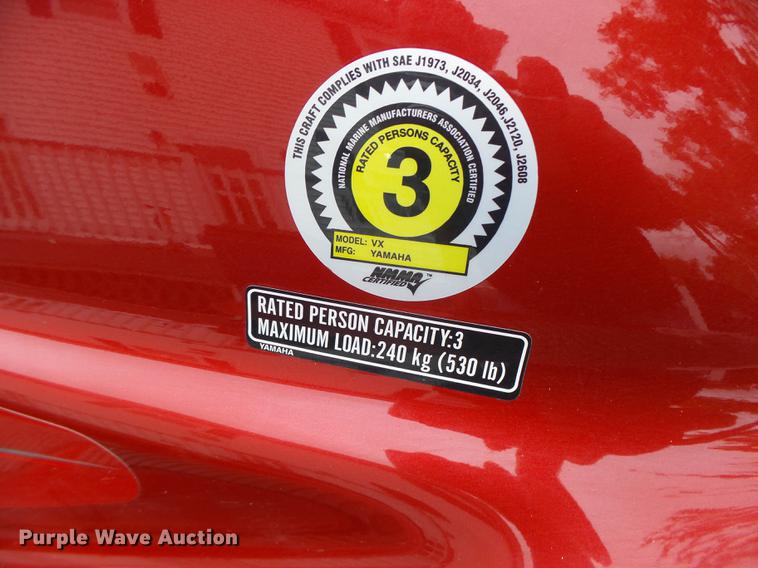 THIS CRAFT COMPLIES WITH SAE J1973, J2034, J2046, J2120, J2608
NATIONAL MARINE MANUFACTURERS ASSOCIATION CERTIFIED
RATED PERSONS CAPACITY
3
MODEL: VX
MFG: YAMAHA
NMMA™
CERTIFIED
RATED PERSON CAPACITY:3
MAXIMUM LOAD:240 kg (530 lb)
YAMAHA
Purple Wave Auction